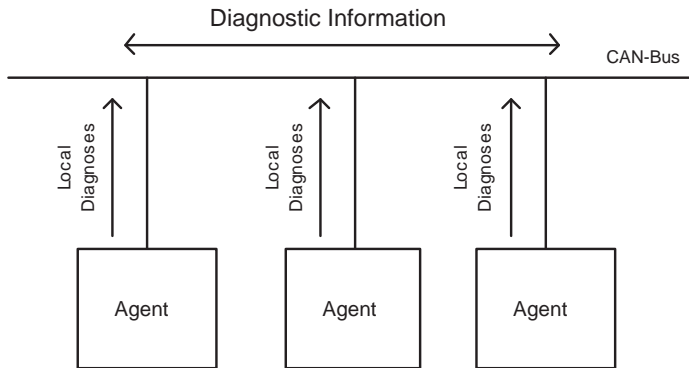 Diagnostic Information
CAN-Bus
Local
Diagnoses
Local
Diagnoses
Local
Diagnoses
Agent
Agent
Agent